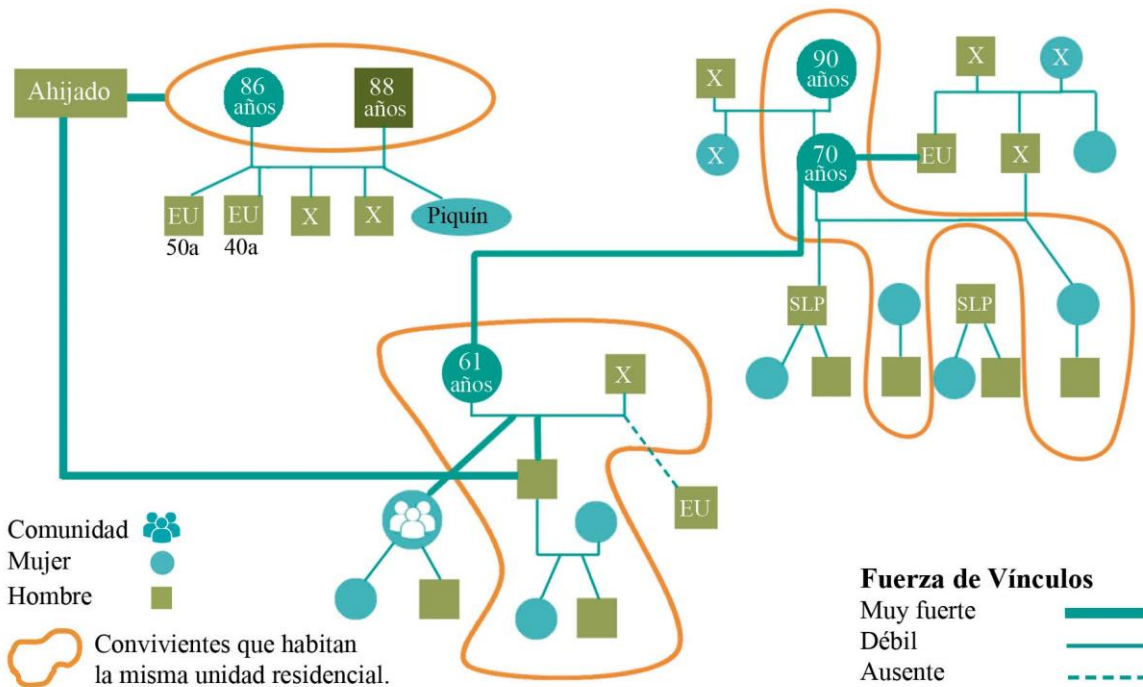 Ahijado
86
años
88
años
EU
50a
EU
40a
X
X
Piquín
X
90
años
X
X
X
70
años
EU
X
SLP
SLP
61
años
X
EU
Comunidad
Mujer
Hombre
Convivientes que habitan
la misma unidad residencial.
Fuerza de Vínculos
Muy fuerte
Débil
Ausente